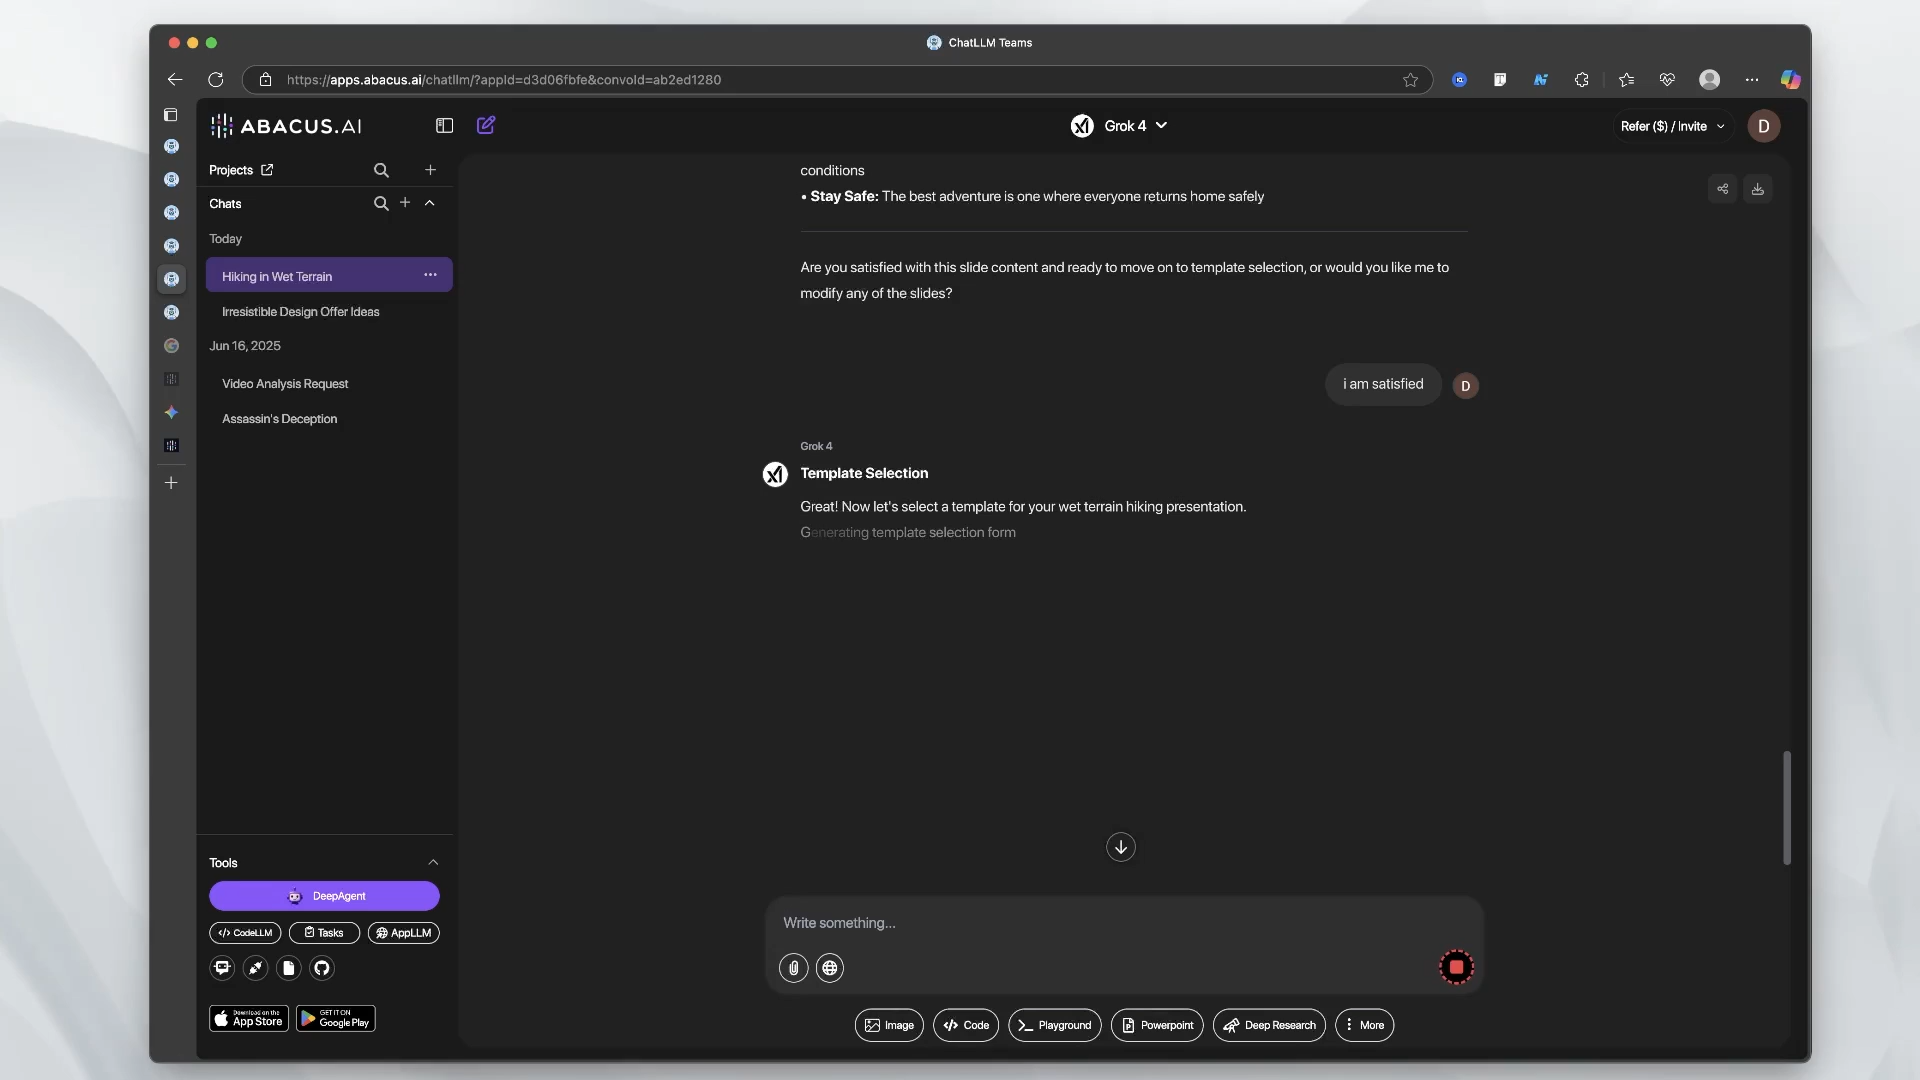 ChatLLM Teams
https://apps.abacus.ai/chatllm/?appId=d3d06fbfe&convoId=ab2ed1280
ABACUS.AI
Grok 4
Refer ($) / Invite
D
Projects
Chats
Today
Hiking in Wet Terrain
Irresistible Design Offer Ideas
Jun 16, 2025
Video Analysis Request
Assassin's Deception
conditions
• Stay Safe: The best adventure is one where everyone returns home safely
Are you satisfied with this slide content and ready to move on to template selection, or would you like me to
modify any of the slides?
i am satisfied
D
Grok 4
Template Selection
Great! Now let's select a template for your wet terrain hiking presentation.
Generating template selection form
Tools
DeepAgent
CodeLLM
Tasks
AppLLM
Download on the
App Store
GET IT ON
Google Play
Write something...
Image
Code
Playground
Powerpoint
Deep Research
More